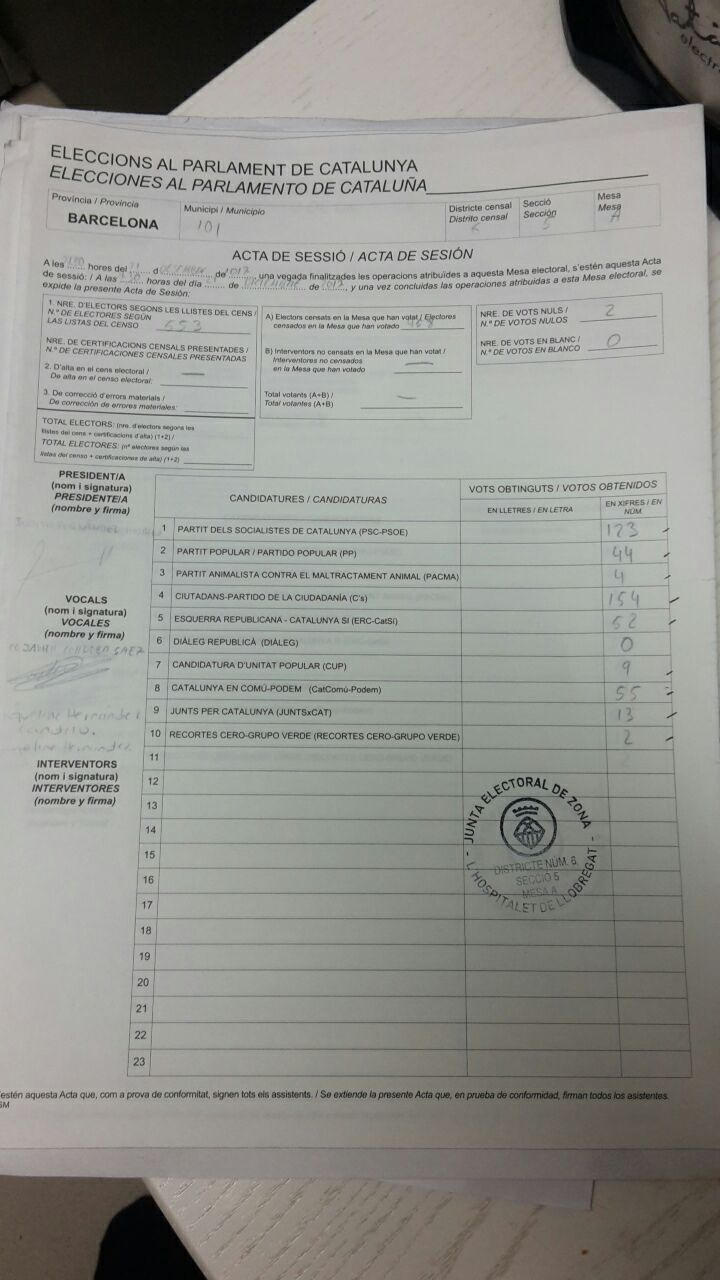 ELECCIONS AL PARLAMENT DE CATALUNYA
ELECCIONES AL PARLAMENTO DE CATALUÑA
Província / Provincia
BARCELONA
Municipi / Municipio
101
Districte censal
Distrito censal
Secció
Sección
5
Mesa
Mesa
A
ACTA DE SESSIÓ / ACTA DE SESIÓN
A les hores del d de 2017, una vegada finalitzades les operacions atribuïdes a aquesta Mesa electoral, s'estén aquesta Acta
de sessió: / A las horas del día de de 2017, y una vez concluidas las operaciones atribuidas a esta Mesa electoral, se
expide la presente Acta de Sesión:
1. NRE. D'ELECTORS SEGONS LES LLISTES DEL CENS /
N.º DE ELECTORES SEGÚN
LAS LISTAS DEL CENSO 553
NRE. DE CERTIFICACIONS CENSALS PRESENTADES /
N.º DE CERTIFICACIONES CENSALES PRESENTADAS
2. D'alta en el cens electoral /
De alta en el censo electoral: —
3. De correcció d'errors materials /
De corrección de errores materiales:
TOTAL ELECTORS: (nre. d'electors segons les
llistes del cens + certificacions d'alta) (1+2) /
TOTAL ELECTORES: (nº electores según las
listas del censo + certificaciones de alta) (1+2)
A) Electors censats en la Mesa que han votat / Electores
censados en la Mesa que han votado
B) Interventors no censats en la Mesa que han votat /
Interventores no censados
en la Mesa que han votado —
Total votants (A+B) /
Total votantes (A+B) —
NRE. DE VOTS NULS /
N.º DE VOTOS NULOS 2
NRE. DE VOTS EN BLANC /
N.º DE VOTOS EN BLANCO 0
PRESIDENT/A
(nom i signatura)
PRESIDENTE/A
(nombre y firma)
VOCALS
(nom i signatura)
VOCALES
(nombre y firma)
INTERVENTORS
(nom i signatura)
INTERVENTORES
(nombre y firma)
CANDIDATURES / CANDIDATURAS
VOTS OBTINGUTS / VOTOS OBTENIDOS
EN LLETRES / EN LETRA
EN XIFRES / EN
NÚM.
1 PARTIT DELS SOCIALISTES DE CATALUNYA (PSC-PSOE) 123
2 PARTIT POPULAR / PARTIDO POPULAR (PP) 44
3 PARTIT ANIMALISTA CONTRA EL MALTRACTAMENT ANIMAL (PACMA) 4
4 CIUTADANS-PARTIDO DE LA CIUDADANÍA (C's) 154
5 ESQUERRA REPUBLICANA - CATALUNYA SI (ERC-CatSí) 52
6 DIÀLEG REPUBLICÀ (DIÀLEG) 0
7 CANDIDATURA D'UNITAT POPULAR (CUP) 9
8 CATALUNYA EN COMÚ-PODEM (CatComú-Podem) 55
9 JUNTS PER CATALUNYA (JUNTSxCAT) 13
10 RECORTES CERO-GRUPO VERDE (RECORTES CERO-GRUPO VERDE) 2
11
12
13
14
15
16
17
18
19
20
21
22
23
JUNTA ELECTORAL DE ZONA
DISTRICTE NÚM. 6
SECCIÓ 5
MESA A
- L'HOSPITALET DE LLOBREGAT -
estén aquesta Acta que, com a prova de conformitat, signen tots els assistents. / Se extiende la presente Acta que, en prueba de conformidad, firman todos los asistentes.